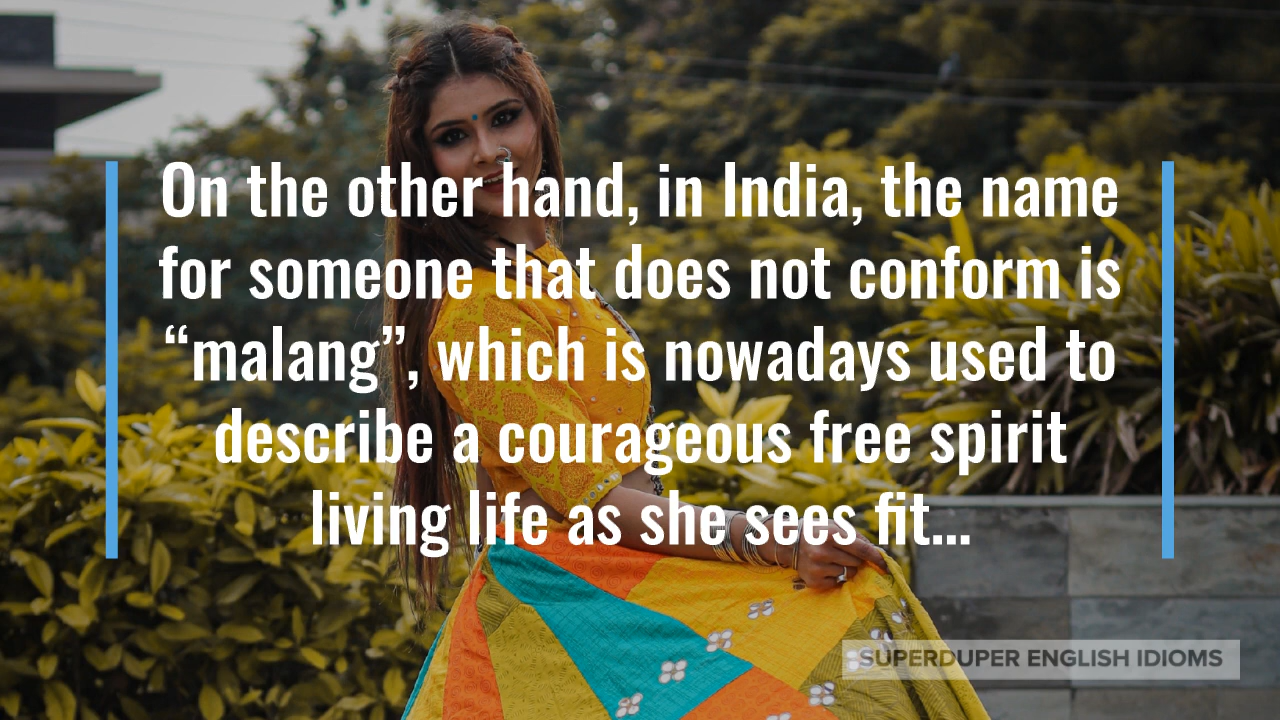 On the other hand, in India, the name
for someone that does not conform is
“malang”, which is nowadays used to
describe a courageous free spirit
living life as she sees fit...
SUPERDUPER ENGLISH IDIOMS